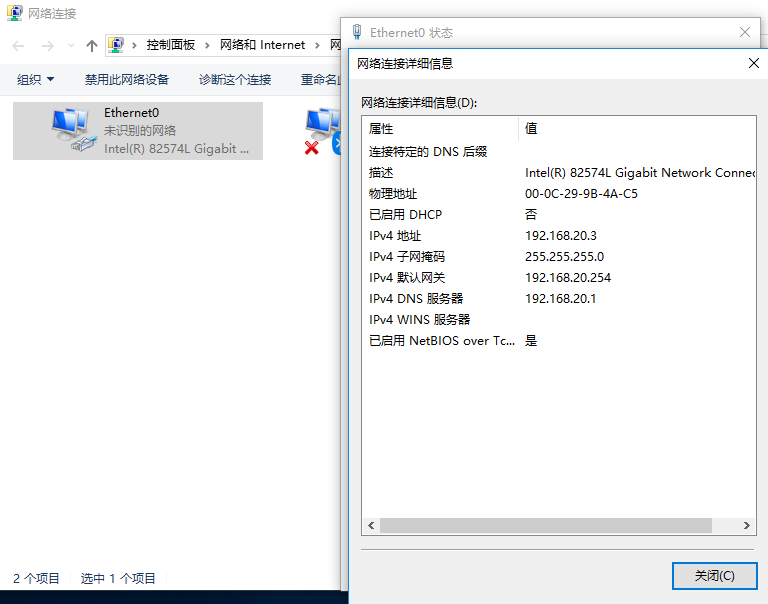 网络连接
控制面板 > 网络和 Internet >
组织 禁用此网络设备 诊断这个连接
Ethernet0
未识别的网络
Intel(R) 82574L Gigabit ...
2 个项目 选中 1 个项目
Ethernet0 状态
网络连接详细信息
网络连接详细信息(D):
属性 值
连接特定的 DNS 后缀
描述 Intel(R) 82574L Gigabit Network Connec
物理地址 00-0C-29-9B-4A-C5
已启用 DHCP 否
IPv4 地址 192.168.20.3
IPv4 子网掩码 255.255.255.0
IPv4 默认网关 192.168.20.254
IPv4 DNS 服务器 192.168.20.1
IPv4 WINS 服务器
已启用 NetBIOS over Tc... 是
关闭(C)